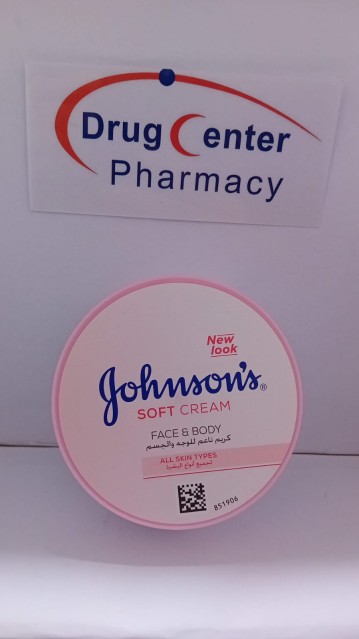 Drug Center
Pharmacy
New
look
Johnson's®
SOFT CREAM
FACE & BODY
كريم ناعم للوجه والجسم
ALL SKIN TYPES
لجميع أنواع البشرة
851906